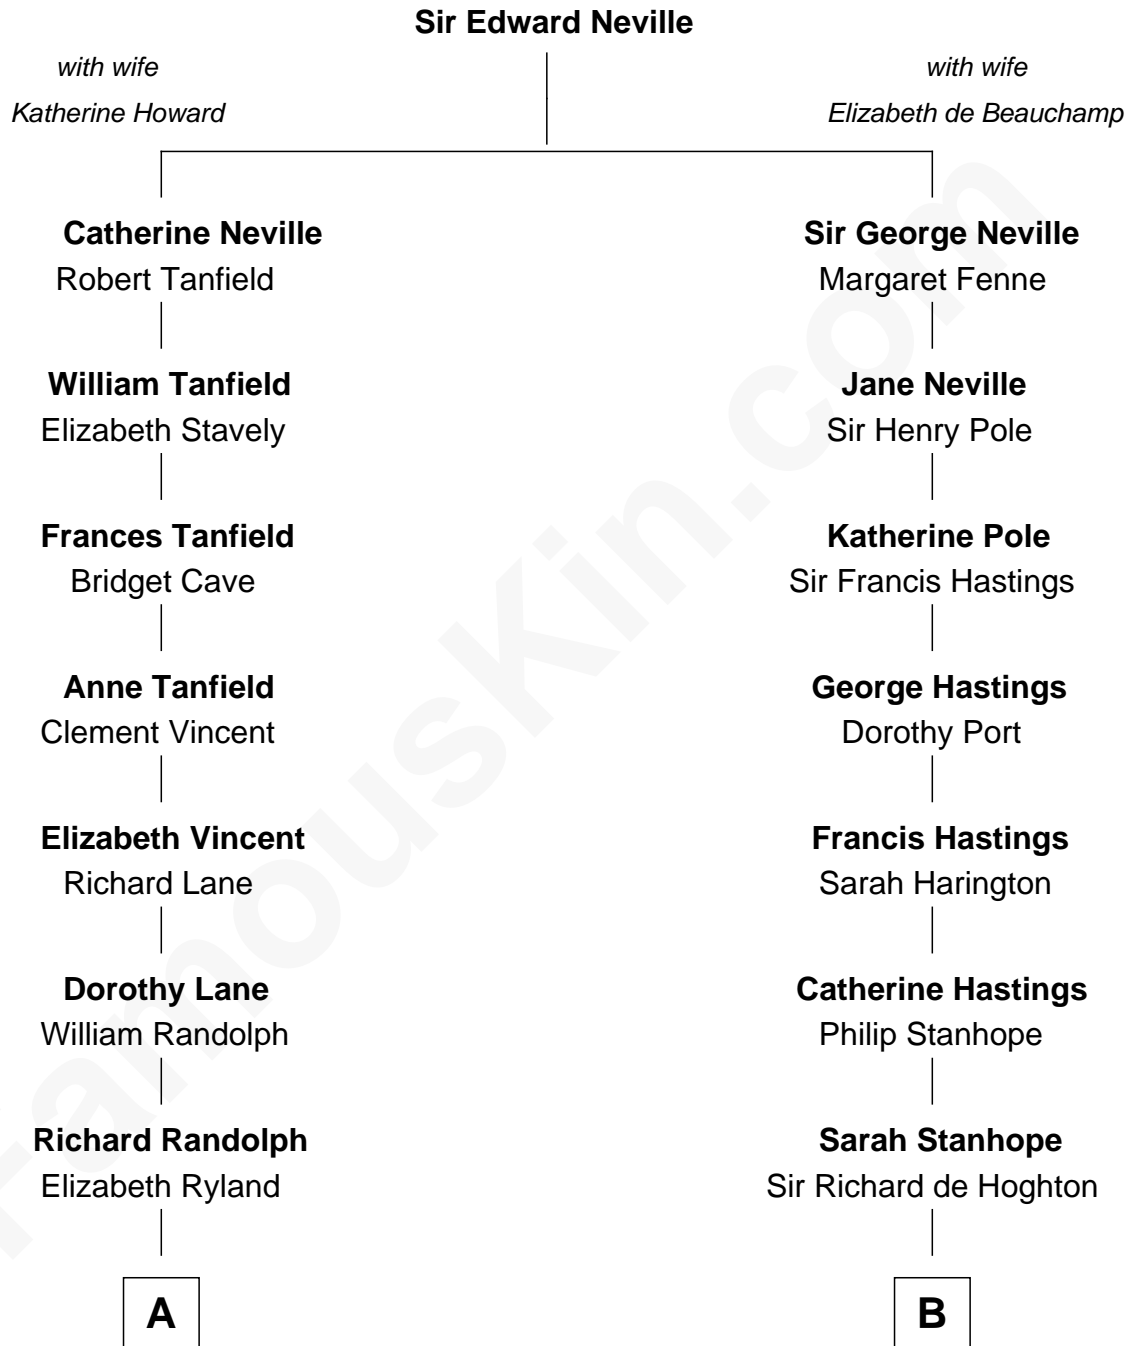 Sir Edward Neville
with wife
Katherine Howard
with wife
Elizabeth de Beauchamp
Catherine Neville
Robert Tanfield
Sir George Neville
Margaret Fenne
William Tanfield
Elizabeth Stavely
Jane Neville
Sir Henry Pole
Frances Tanfield
Bridget Cave
Katherine Pole
Sir Francis Hastings
Anne Tanfield
Clement Vincent
George Hastings
Dorothy Port
Elizabeth Vincent
Richard Lane
Francis Hastings
Sarah Harington
Dorothy Lane
William Randolph
Catherine Hastings
Philip Stanhope
Richard Randolph
Elizabeth Ryland
Sarah Stanhope
Sir Richard de Hoghton
A
B
FamousKin.com